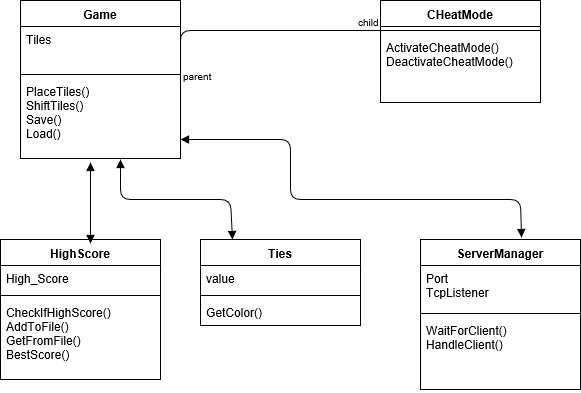 Game
Tiles
PlaceTiles()
ShiftTiles()
Save()
Load()
child
parent
CHeatMode
ActivateCheatMode()
DeactivateCheatMode()
HighScore
High_Score
CheckIfHighScore()
AddToFile()
GetFromFile()
BestScore()
Ties
value
GetColor()
ServerManager
Port
TcpListener
WaitForClient()
HandleClient()